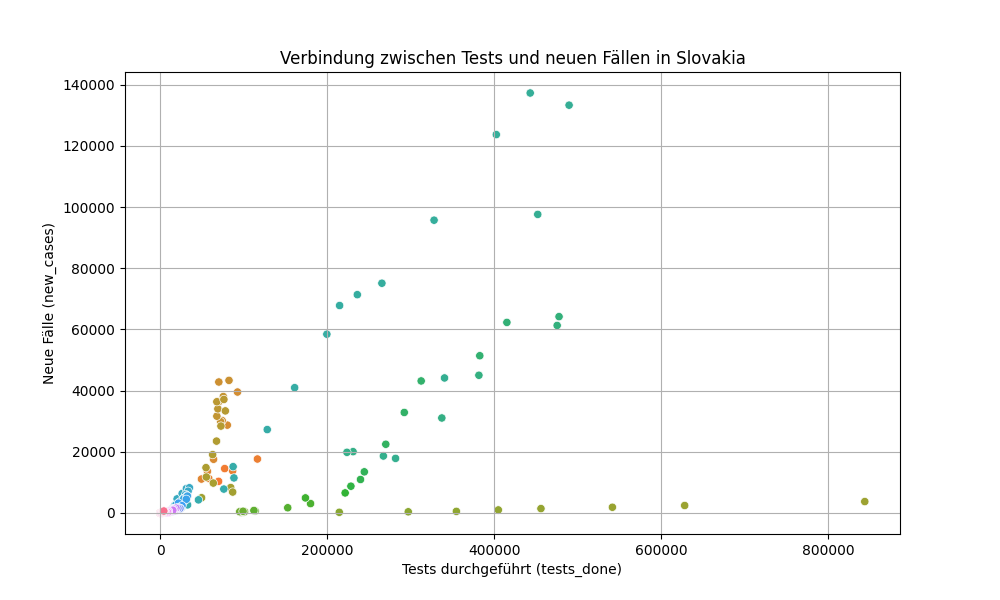 Verbindung zwischen Tests und neuen Fällen in Slovakia
140000
120000
100000
80000
60000
40000
20000
0
Neue Fälle (new_cases)
0 200000 400000 600000 800000
Tests durchgeführt (tests_done)